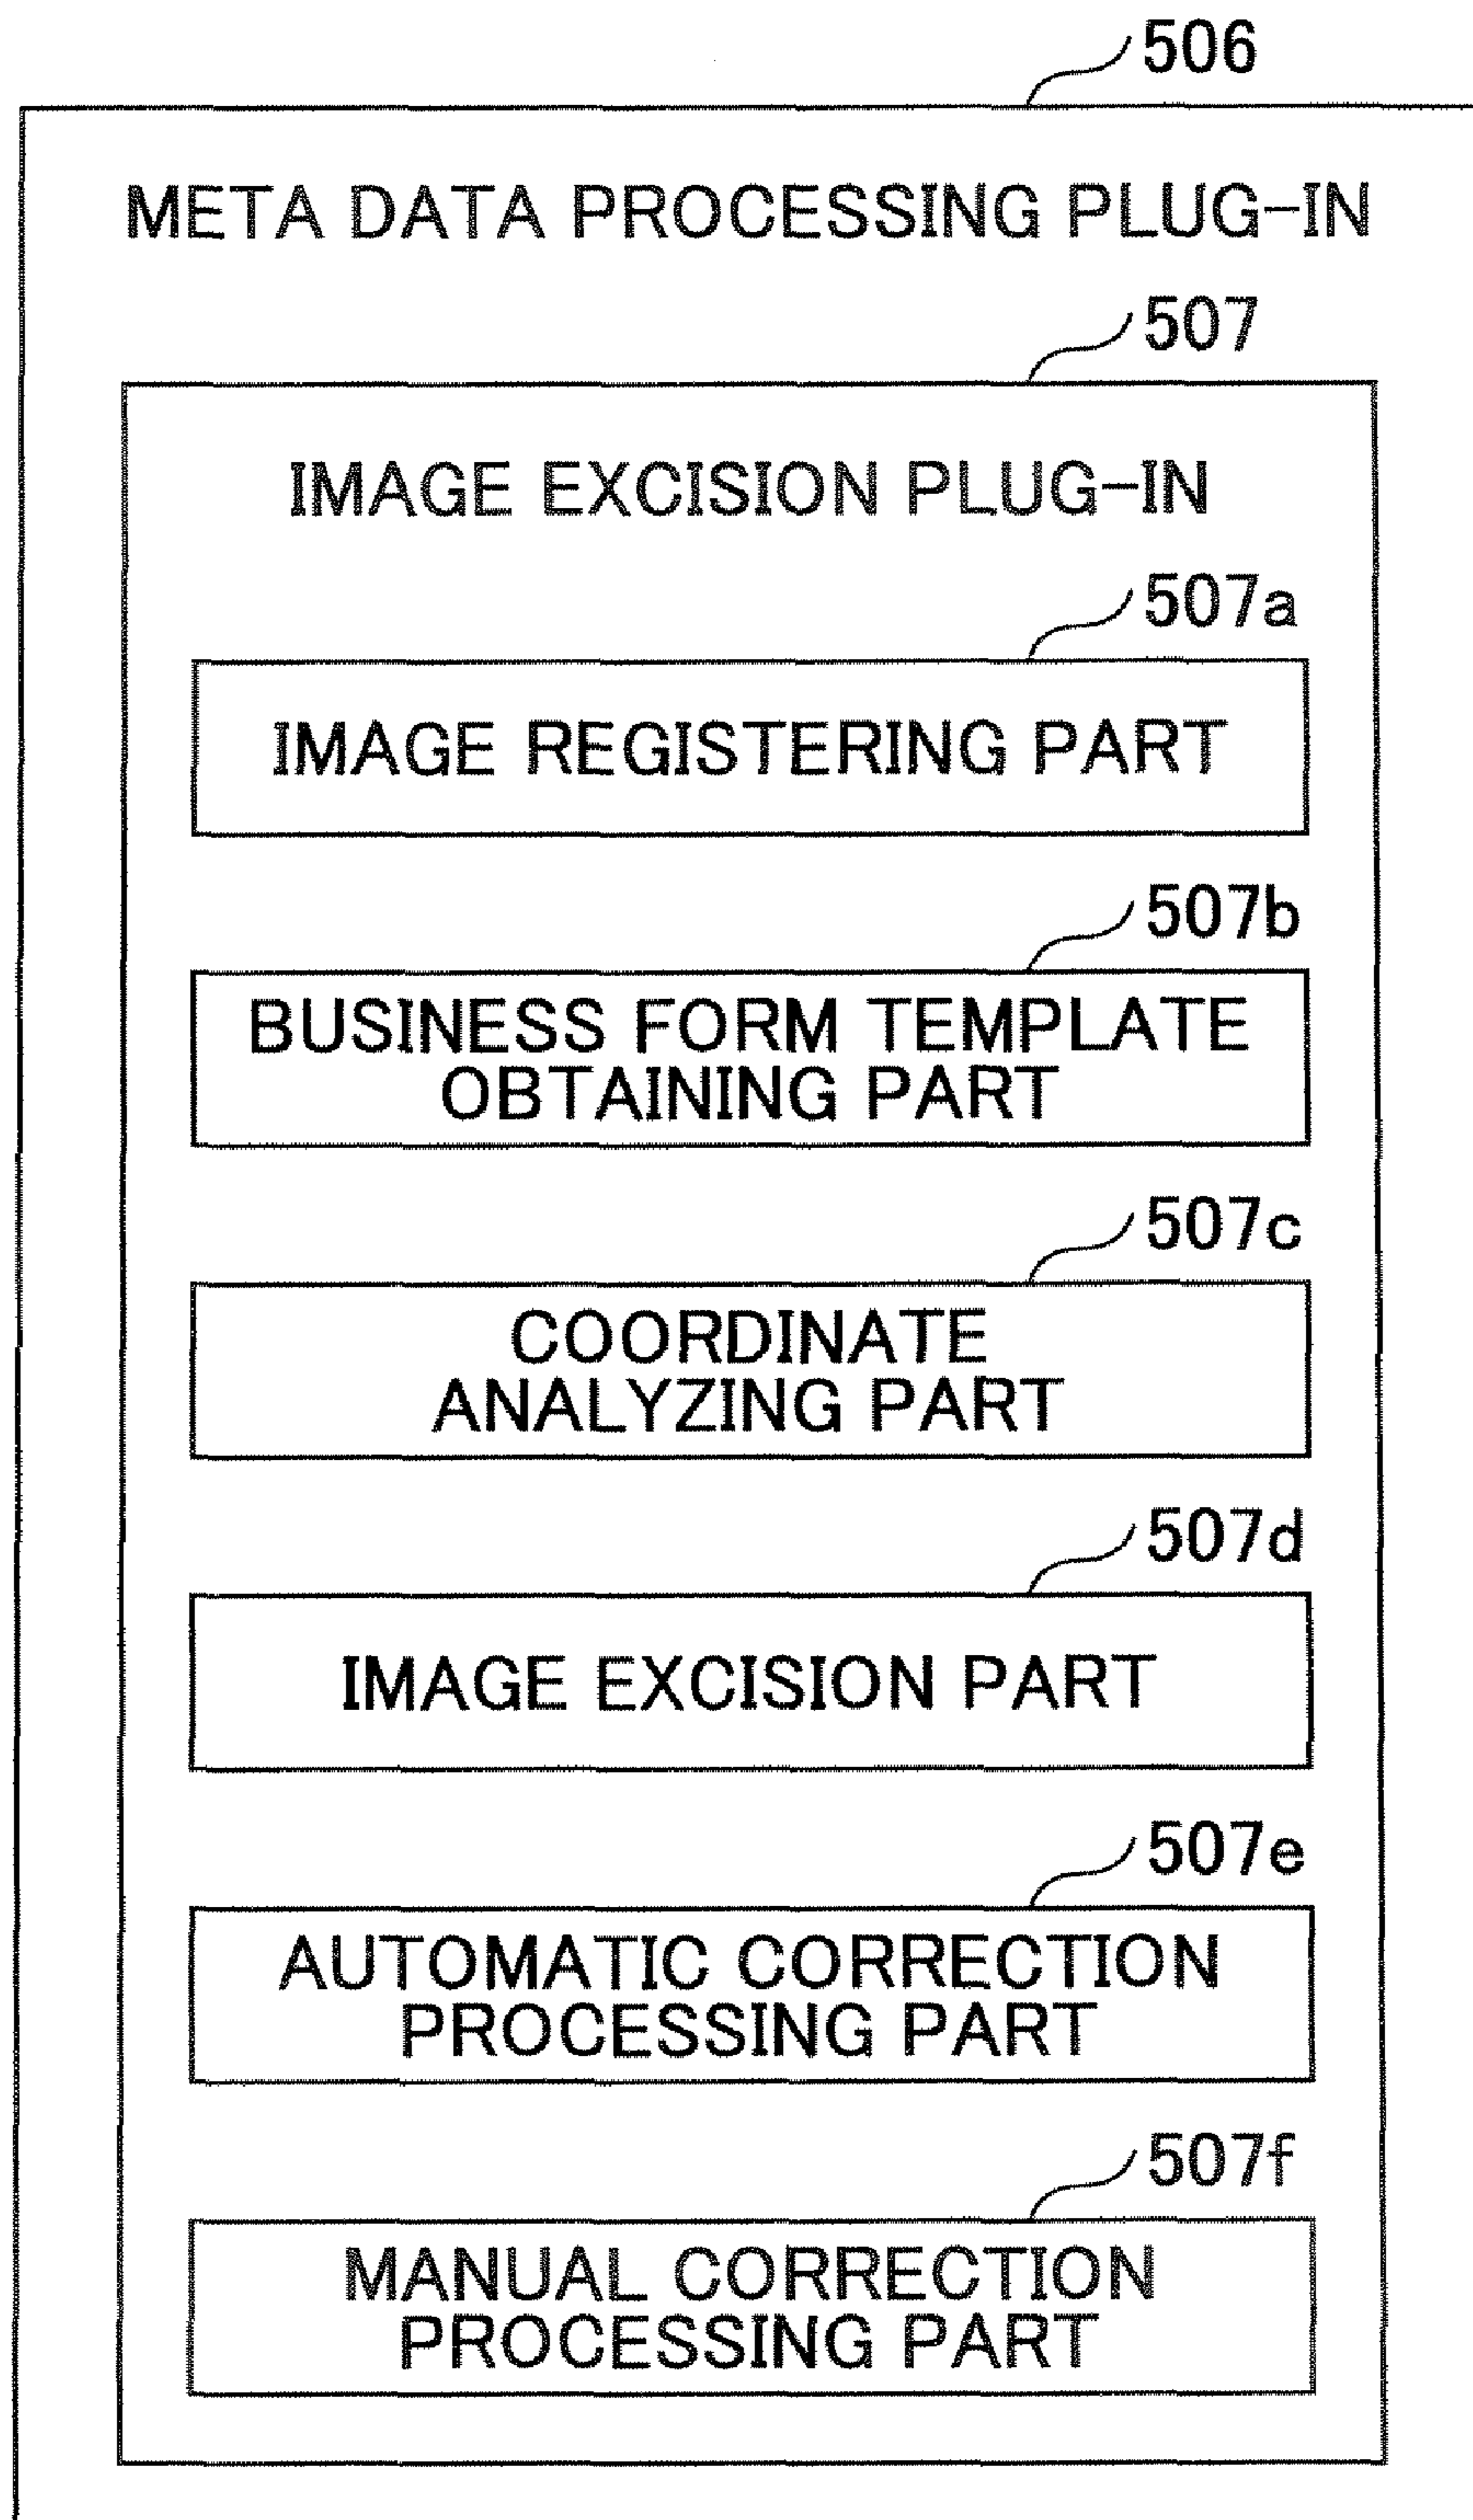 506
META DATA PROCESSING PLUG-IN
507
IMAGE EXCISION PLUG-IN
507a
IMAGE REGISTERING PART
507b
BUSINESS FORM TEMPLATE
OBTAINING PART
507c
COORDINATE
ANALYZING PART
507d
IMAGE EXCISION PART
507e
AUTOMATIC CORRECTION
PROCESSING PART
507f
MANUAL CORRECTION
PROCESSING PART